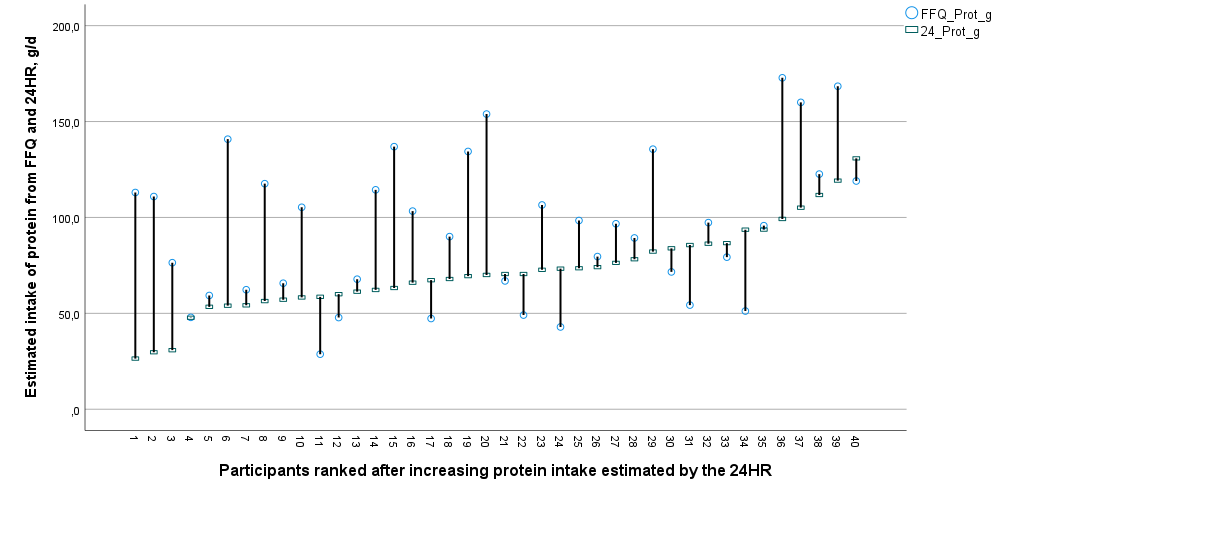 FFQ_Prot_g
24_Prot_g
Estimated intake of protein from FFQ and 24HR, g/d
200,0
150,0
100,0
50,0
,0
1 2 3 4 5 6 7 8 9 10 11 12 13 14 15 16 17 18 19 20 21 22 23 24 25 26 27 28 29 30 31 32 33 34 35 36 37 38 39 40
Participants ranked after increasing protein intake estimated by the 24HR